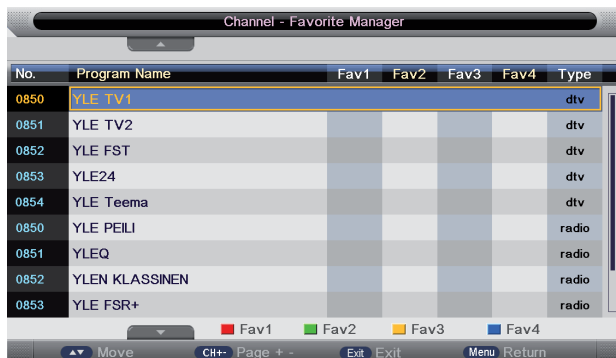 Channel - Favorite Manager
No. Program Name Fav1 Fav2 Fav3 Fav4 Type
0850 YLE TV1 dtv
0851 YLE TV2 dtv
0852 YLE FST dtv
0853 YLE24 dtv
0854 YLE Teema dtv
0850 YLE PEILI radio
0851 YLEQ radio
0852 YLEN KLASSINEN radio
0853 YLE FSR+ radio
Fav1 Fav2 Fav3 Fav4
Move CH+- Page + - Exit Exit Menu Return